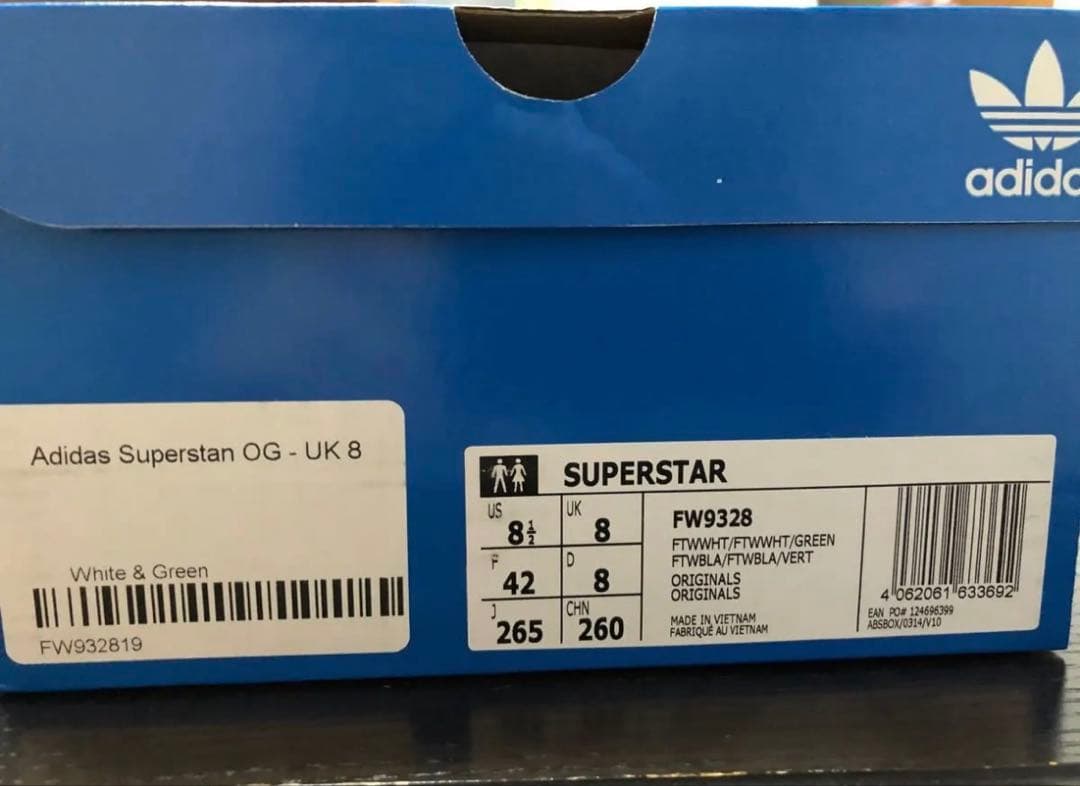 adida
Adidas Superstan OG - UK 8
White & Green
FW932819
SUPERSTAR
US 8½
UK 8
F 42
D 8
J 265
CHN 260
FW9328
FTWWHT/FTWWHT/GREEN
FTWBLA/FTWBLA/VERT
ORIGINALS
ORIGINALS
MADE IN VIETNAM
FABRIQUÉ AU VIETNAM
4 062061 633692
EAN PO# 124696399
ABSBOX/0314/V10